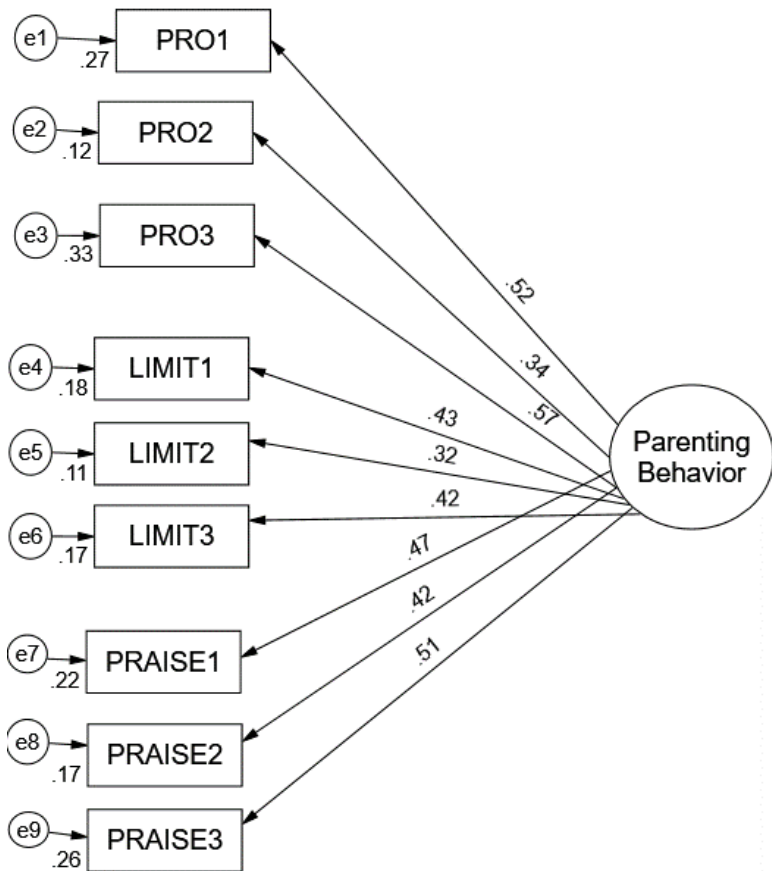 e1
.27
PRO1
e2
.12
PRO2
e3
.33
PRO3
.52
.34
.57
e4
.18
LIMIT1
.43
e5
.11
LIMIT2
.32
e6
.17
LIMIT3
.42
Parenting
Behavior
.47
.42
.51
e7
.22
PRAISE1
e8
.17
PRAISE2
e9
.26
PRAISE3